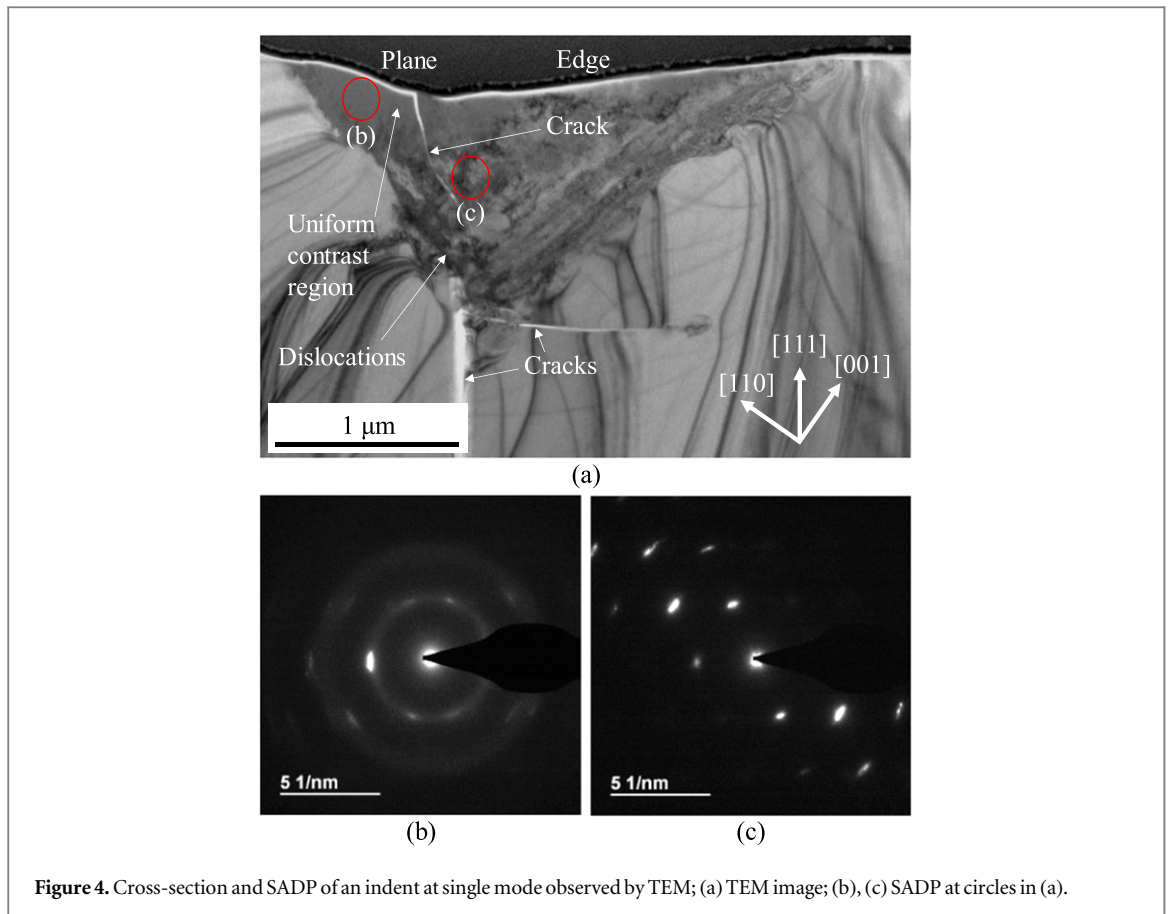 Plane Edge
(b)
Crack
(c)
Uniform
contrast
region
Dislocations
Cracks
[111]
[001]
[110]
1 μm
(a)
5 1/nm
5 1/nm
(b) (c)
Figure 4. Cross-section and SADP of an indent at single mode observed by TEM; (a) TEM image; (b), (c) SADP at circles in (a).